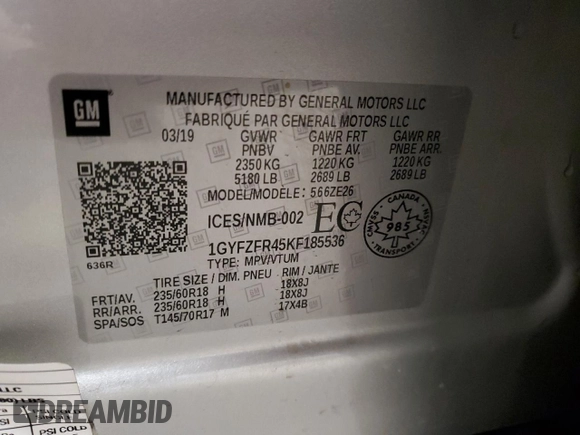 GM
MANUFACTURED BY GENERAL MOTORS LLC
FABRIQUÉ PAR GENERAL MOTORS LLC
03/19 GVWR GAWR FRT GAWR RR
PNBV PNBE AV. PNBE ARR.
2350 KG 1220 KG 1220 KG
5180 LB 2689 LB 2689 LB
MODEL/MODÈLE: 566ZE26
ICES/NMB-002 EC
CANADA
985
1GYFZFR45KF185536
636R
TYPE: MPV/VTUM
TIRE SIZE / DIM. PNEU RIM / JANTE
FRT/AV. 235/60R18 H 18X8J
RR/ARR. 235/60R18 H 18X8J
SPA/SOS T145/70R17 M 17X4B
LLC
PSI COLD
DREAMBID